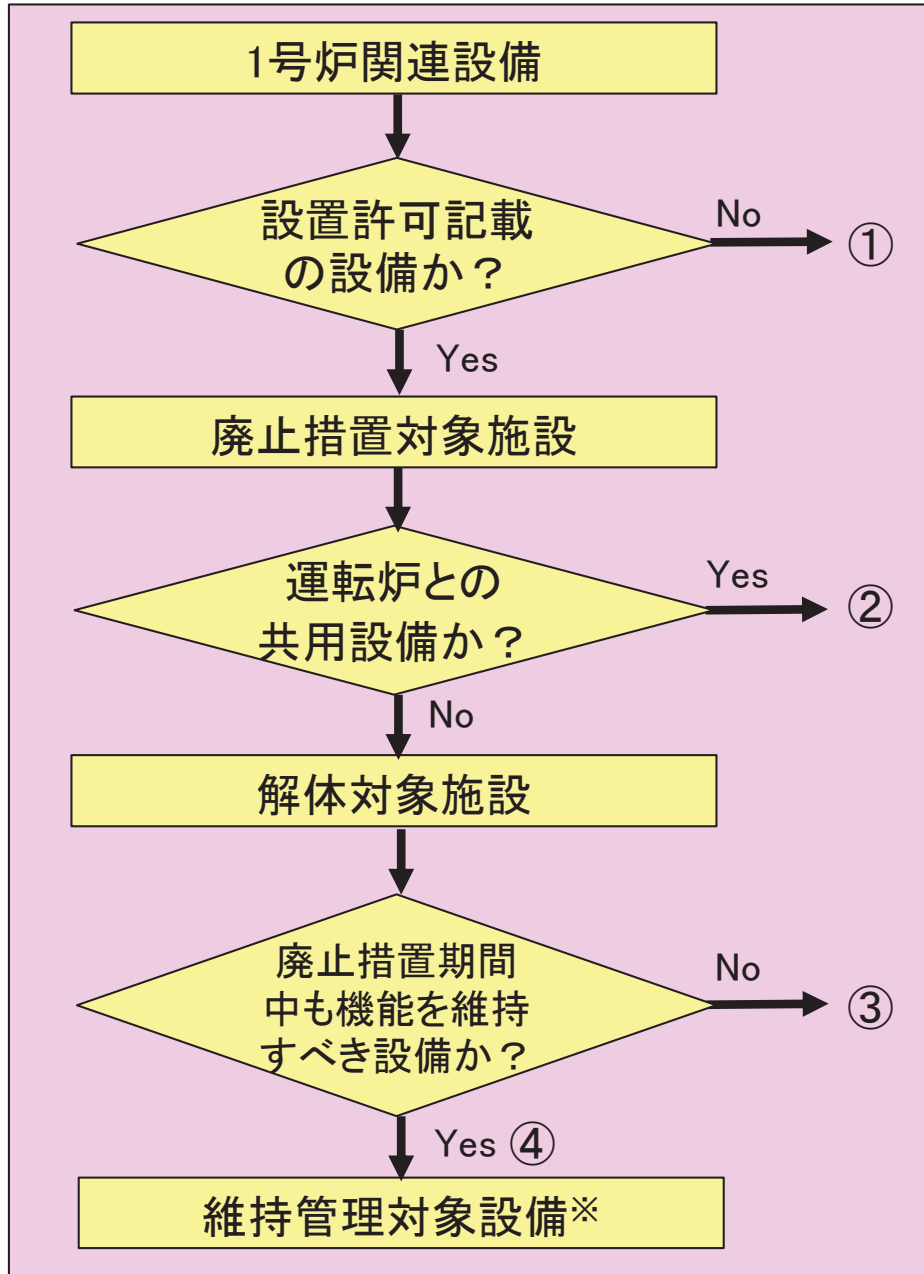 1号炉関連設備
設置許可記載
の設備か？
No
①
Yes
廃止措置対象施設
運転炉との
共用設備か？
Yes
②
No
解体対象施設
廃止措置期間
中も機能を維持
すべき設備か？
No
③
Yes ④
維持管理対象設備※